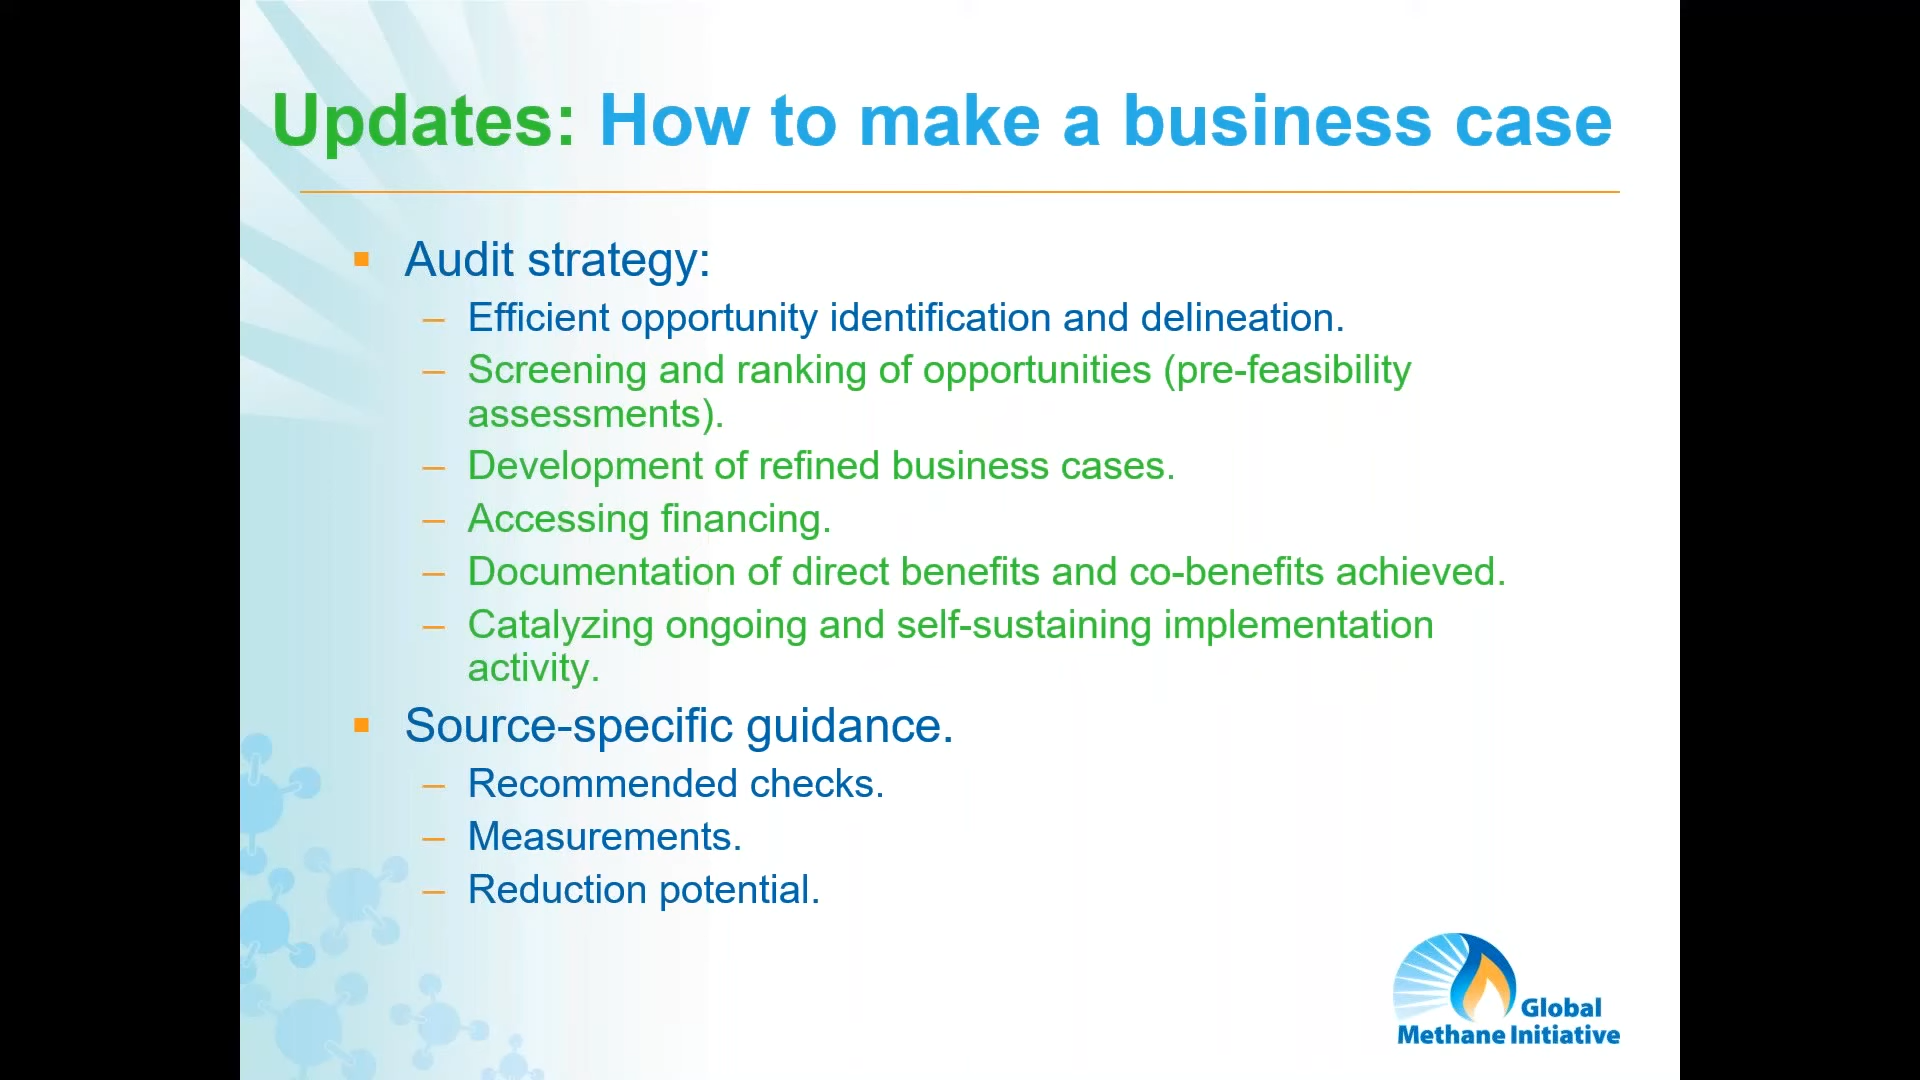 Updates: How to make a business case
▪ Audit strategy:
– Efficient opportunity identification and delineation.
– Screening and ranking of opportunities (pre-feasibility
assessments).
– Development of refined business cases.
– Accessing financing.
– Documentation of direct benefits and co-benefits achieved.
– Catalyzing ongoing and self-sustaining implementation
activity.
▪ Source-specific guidance.
– Recommended checks.
– Measurements.
– Reduction potential.
Global
Methane Initiative